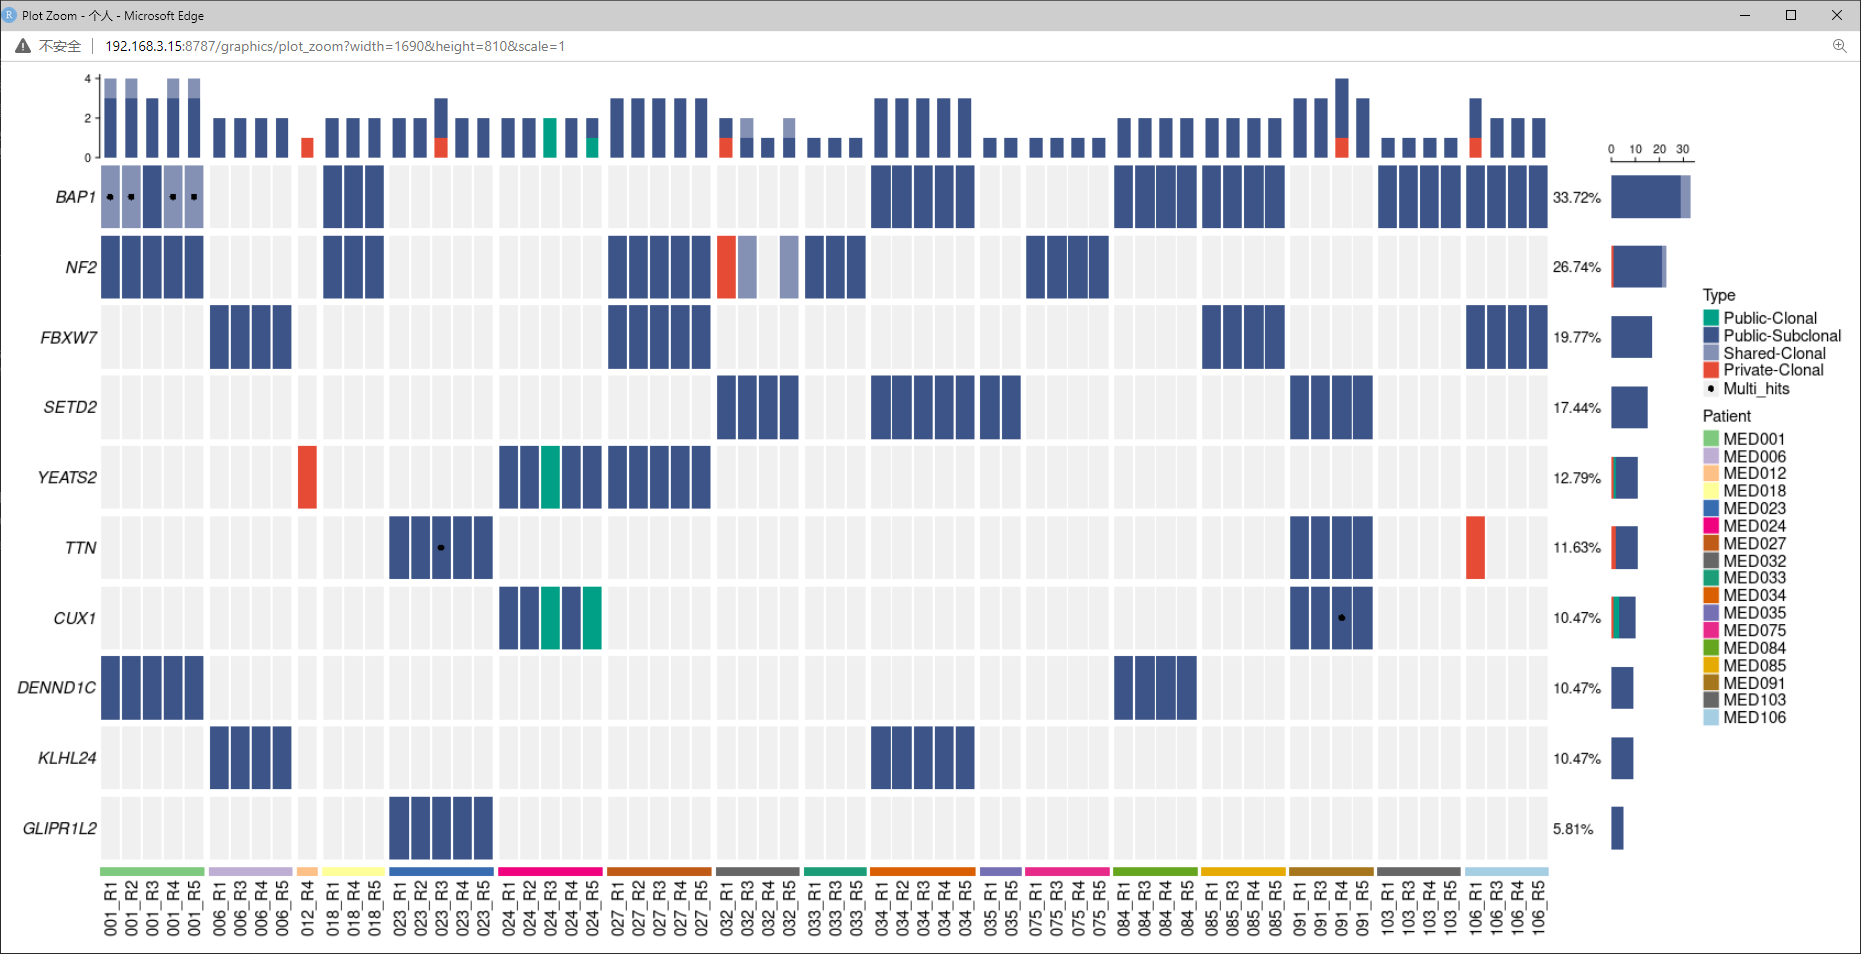 Plot Zoom - 个人 - Microsoft Edge
不安全 192.168.3.15:8787/graphics/plot_zoom?width=1690&height=810&scale=1
4
2
0
0 10 20 30
BAP1 33.72%
NF2 26.74%
FBXW7 19.77%
SETD2 17.44%
YEATS2 12.79%
TTN 11.63%
CUX1 10.47%
DENND1C 10.47%
KLHL24 10.47%
GLIPR1L2 5.81%
001_R1 001_R2 001_R3 001_R4 001_R5 006_R1 006_R3 006_R4 006_R5 012_R4 018_R1 018_R4 018_R5 023_R1 023_R2 023_R3 023_R4 023_R5 024_R1 024_R2 024_R3 024_R4 024_R5 027_R1 027_R2 027_R3 027_R4 027_R5 032_R1 032_R3 032_R4 032_R5 033_R1 033_R3 033_R5 034_R1 034_R2 034_R3 034_R4 034_R5 035_R1 035_R5 075_R1 075_R3 075_R4 075_R5 084_R1 084_R3 084_R4 084_R5 085_R1 085_R3 085_R4 085_R5 091_R1 091_R3 091_R4 091_R5 103_R1 103_R3 103_R4 103_R5 106_R1 106_R3 106_R4 106_R5
Type
Public-Clonal
Public-Subclonal
Shared-Clonal
Private-Clonal
Multi_hits
Patient
MED001
MED006
MED012
MED018
MED023
MED024
MED027
MED032
MED033
MED034
MED035
MED075
MED084
MED085
MED091
MED103
MED106